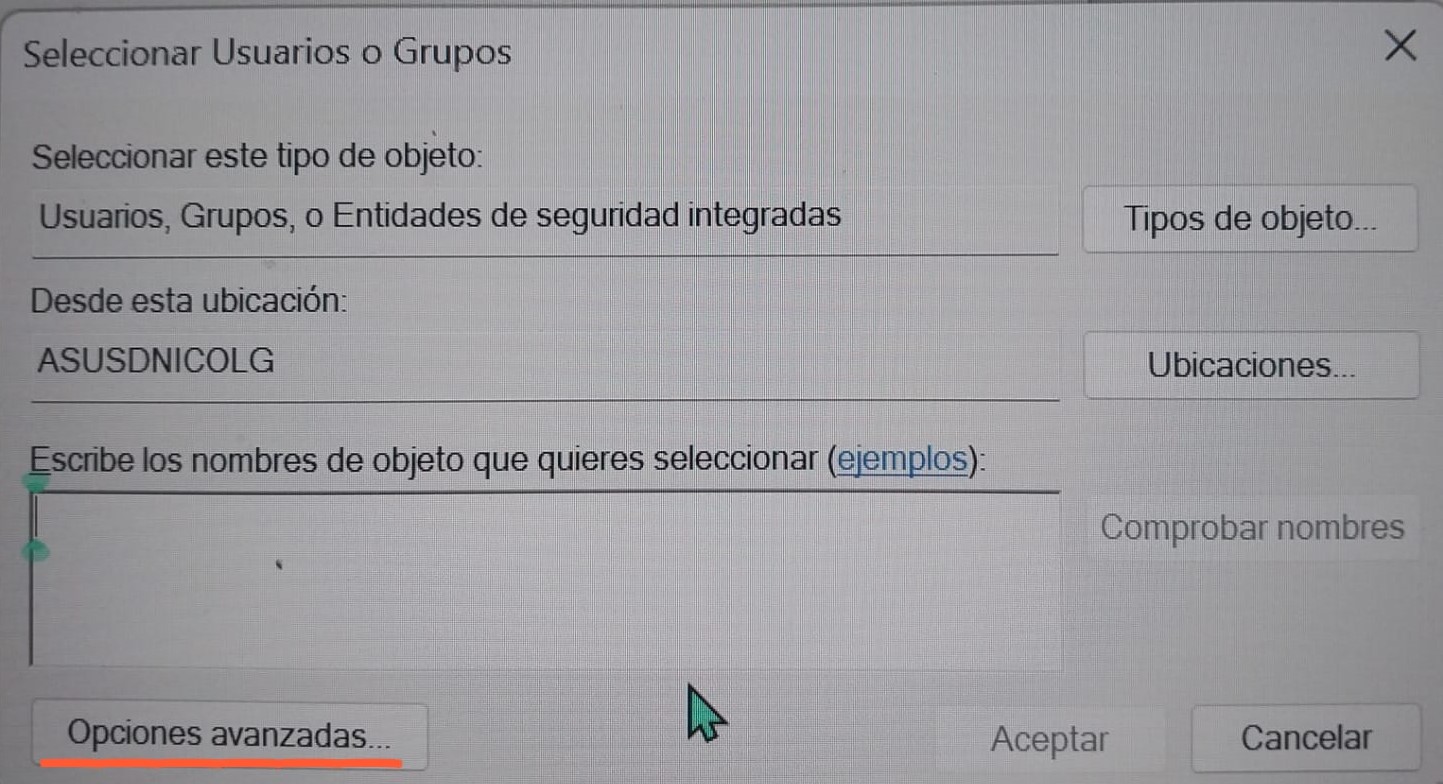 Seleccionar Usuarios o Grupos
Seleccionar este tipo de objeto:
Usuarios, Grupos, o Entidades de seguridad integradas
Tipos de objeto...
Desde esta ubicación:
ASUSDNICOLG
Ubicaciones...
Escribe los nombres de objeto que quieres seleccionar (ejemplos):
Comprobar nombres
Opciones avanzadas...
Aceptar
Cancelar